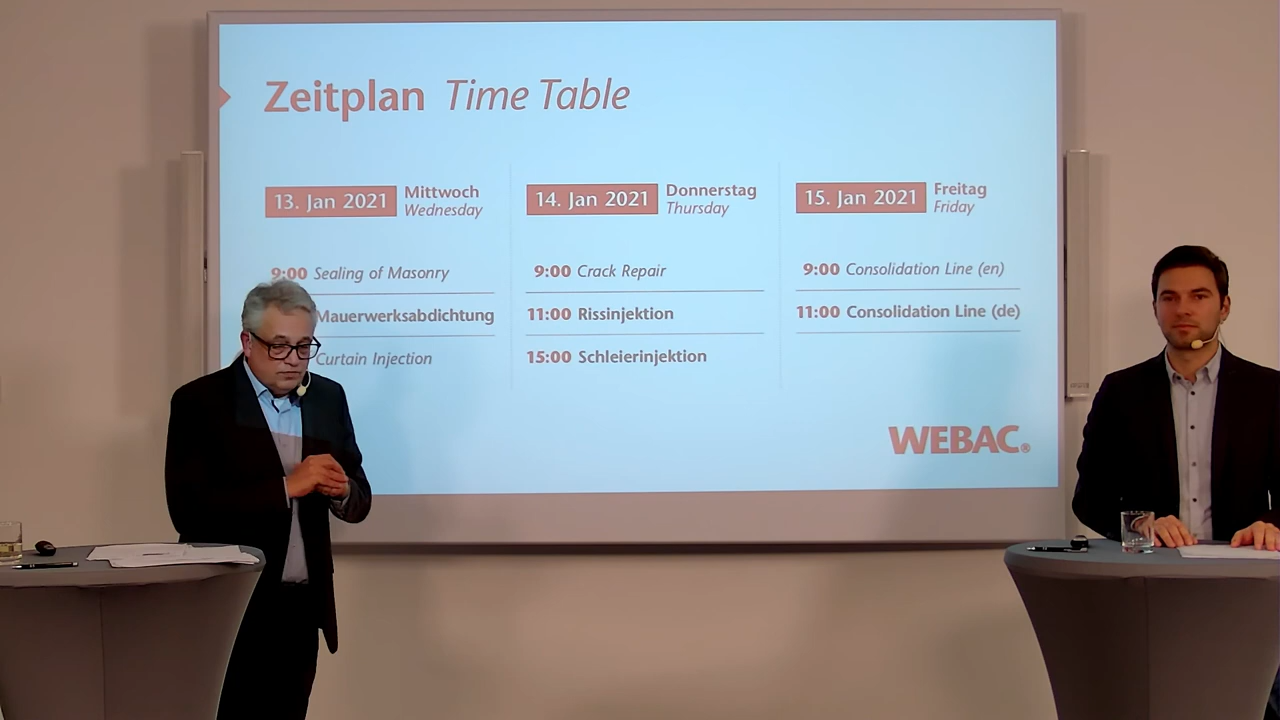 Zeitplan Time Table
13. Jan 2021 Mittwoch
Wednesday
9:00 Sealing of Masonry
Mauerwerksabdichtung
Curtain Injection
14. Jan 2021 Donnerstag
Thursday
9:00 Crack Repair
11:00 Rissinjektion
15:00 Schleierinjektion
15. Jan 2021 Freitag
Friday
9:00 Consolidation Line (en)
11:00 Consolidation Line (de)
WEBAC®